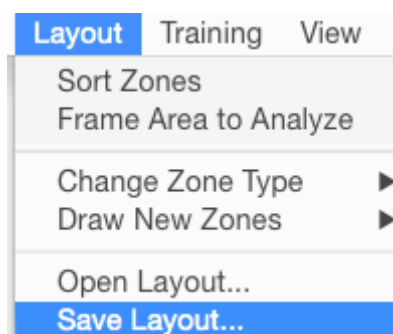 Layout Training View
Sort Zones
Frame Area to Analyze
Change Zone Type
Draw New Zones
Open Layout...
Save Layout...